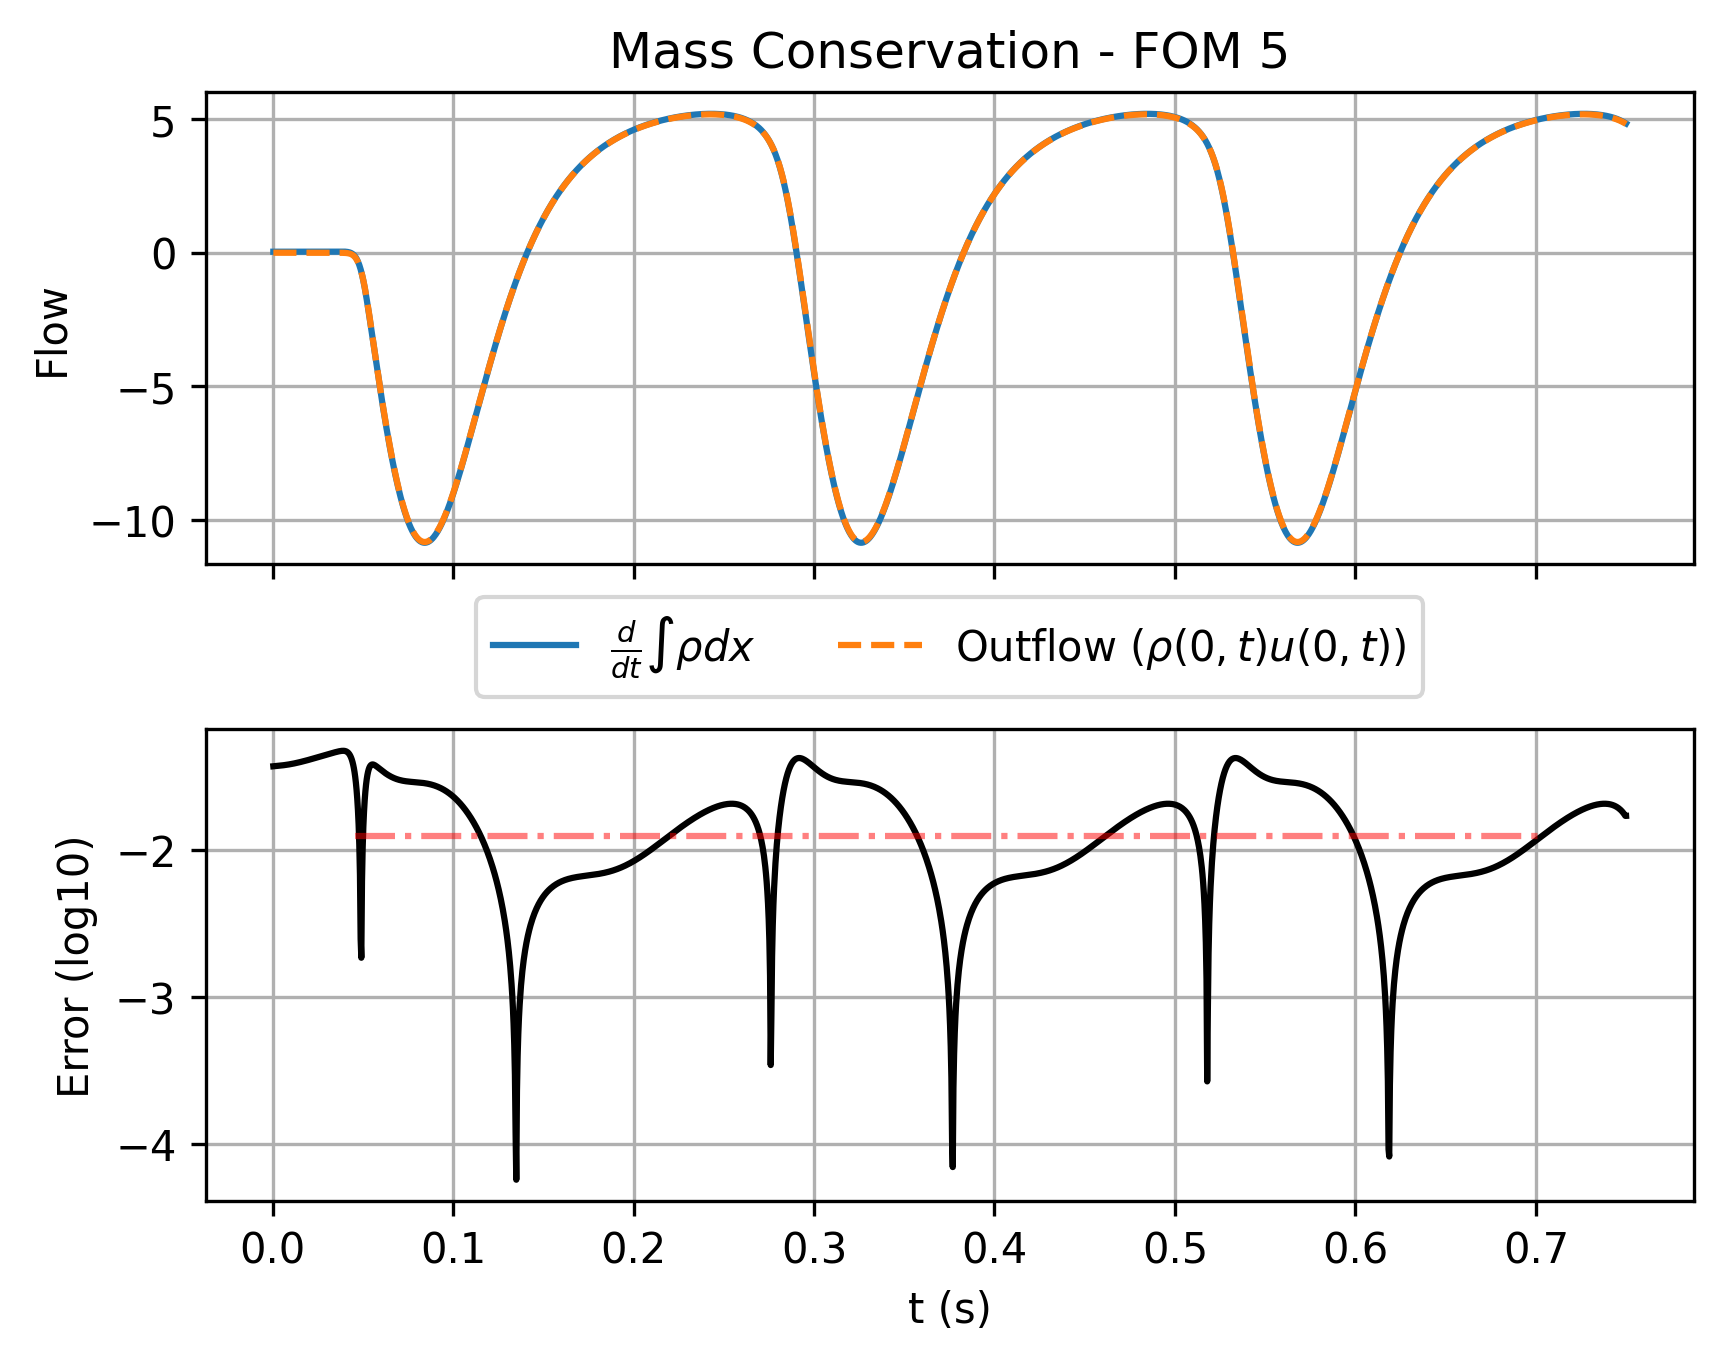 Mass Conservation - FOM 5
5
0
−5
−10
Flow
d/dt ∫ρdx
Outflow (ρ(0, t)u(0, t))
−2
−3
−4
Error (log10)
0.0 0.1 0.2 0.3 0.4 0.5 0.6 0.7
t (s)